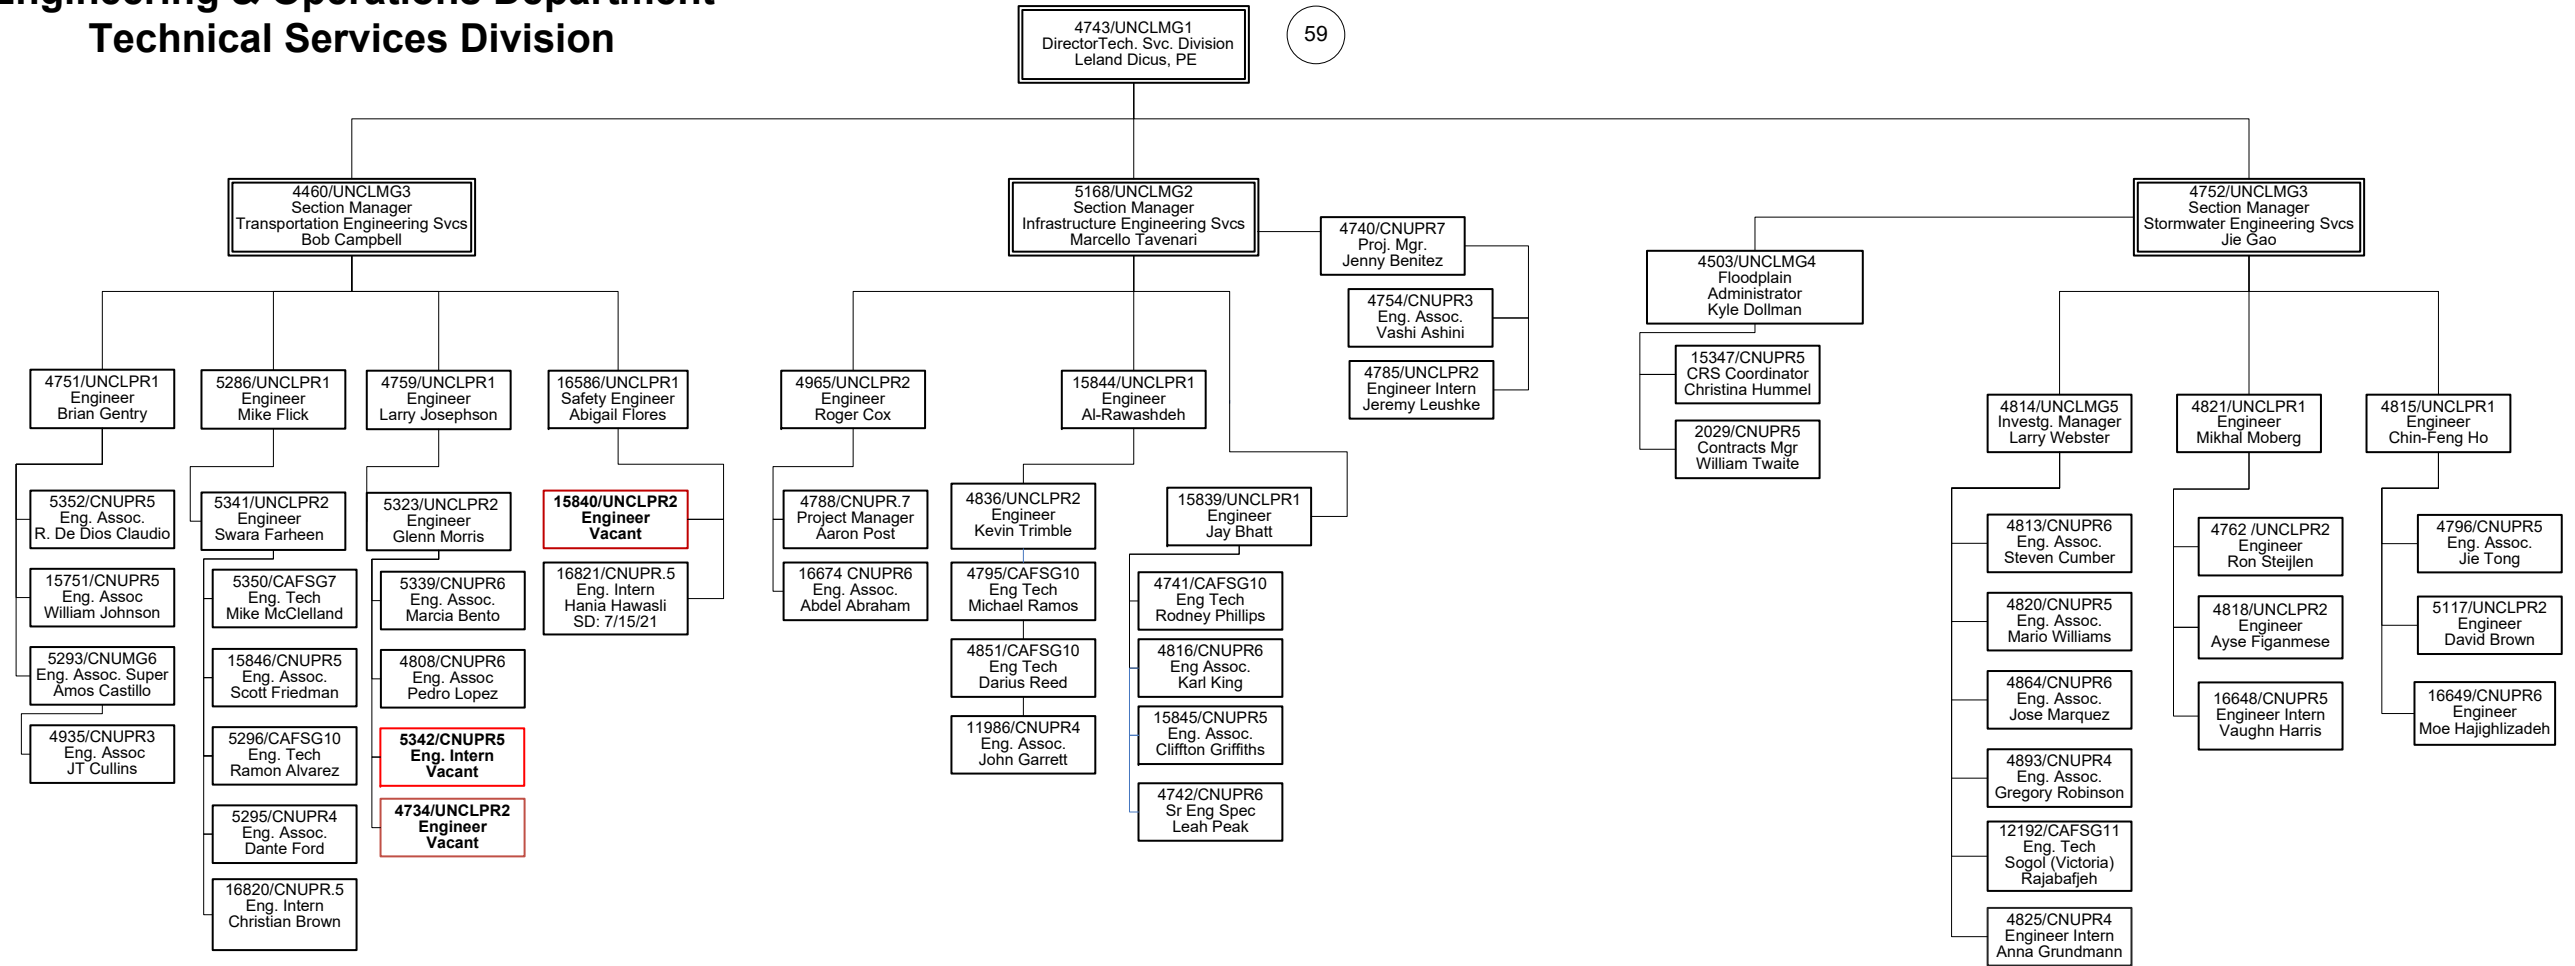 Engineering & Operations Department
Technical Services Division
4743/UNCLMG1
DirectorTech. Svc. Division
Leland Dicus, PE
59
4460/UNCLMG3
Section Manager
Transportation Engineering Svcs
Bob Campbell
5168/UNCLMG2
Section Manager
Infrastructure Engineering Svcs
Marcello Tavenari
4752/UNCLMG3
Section Manager
Stormwater Engineering Svcs
Jie Gao
4740/CNUPR7
Proj. Mgr.
Jenny Benitez
4754/CNUPR3
Eng. Assoc.
Vashi Ashini
4785/UNCLPR2
Engineer Intern
Jeremy Leushke
4503/UNCLMG4
Floodplain
Administrator
Kyle Dollman
15347/CNUPR5
CRS Coordinator
Christina Hummel
2029/CNUPR5
Contracts Mgr
William Twaite
4751/UNCLPR1
Engineer
Brian Gentry
5286/UNCLPR1
Engineer
Mike Flick
4759/UNCLPR1
Engineer
Larry Josephson
16586/UNCLPR1
Safety Engineer
Abigail Flores
4965/UNCLPR2
Engineer
Roger Cox
15844/UNCLPR1
Engineer
Al-Rawashdeh
4814/UNCLMG5
Investg. Manager
Larry Webster
4821/UNCLPR1
Engineer
Mikhal Moberg
4815/UNCLPR1
Engineer
Chin-Feng Ho
5352/CNUPR5
Eng. Assoc.
R. De Dios Claudio
15751/CNUPR5
Eng. Assoc
William Johnson
5293/CNUMG6
Eng. Assoc. Super
Amos Castillo
4935/CNUPR3
Eng. Assoc
JT Cullins
5341/UNCLPR2
Engineer
Swara Farheen
5350/CAFSG7
Eng. Tech
Mike McClelland
15846/CNUPR5
Eng. Assoc.
Scott Friedman
5296/CAFSG10
Eng. Tech
Ramon Alvarez
5295/CNUPR4
Eng. Assoc.
Dante Ford
16820/CNUPR.5
Eng. Intern
Christian Brown
5323/UNCLPR2
Engineer
Glenn Morris
5339/CNUPR6
Eng. Assoc.
Marcia Bento
4808/CNUPR6
Eng. Assoc
Pedro Lopez
5342/CNUPR5
Eng. Intern
Vacant
4734/UNCLPR2
Engineer
Vacant
15840/UNCLPR2
Engineer
Vacant
16821/CNUPR.5
Eng. Intern
Hania Hawasli
SD: 7/15/21
4788/CNUPR.7
Project Manager
Aaron Post
16674 CNUPR6
Eng. Assoc.
Abdel Abraham
4836/UNCLPR2
Engineer
Kevin Trimble
4795/CAFSG10
Eng Tech
Michael Ramos
4851/CAFSG10
Eng Tech
Darius Reed
11986/CNUPR4
Eng. Assoc.
John Garrett
15839/UNCLPR1
Engineer
Jay Bhatt
4741/CAFSG10
Eng Tech
Rodney Phillips
4816/CNUPR6
Eng Assoc.
Karl King
15845/CNUPR5
Eng. Assoc.
Cliffton Griffiths
4742/CNUPR6
Sr Eng Spec
Leah Peak
4813/CNUPR6
Eng. Assoc.
Steven Cumber
4820/CNUPR5
Eng. Assoc.
Mario Williams
4864/CNUPR6
Eng. Assoc.
Jose Marquez
4893/CNUPR4
Eng. Assoc.
Gregory Robinson
12192/CAFSG11
Eng. Tech
Sogol (Victoria)
Rajabafjeh
4825/CNUPR4
Engineer Intern
Anna Grundmann
4762 /UNCLPR2
Engineer
Ron Steijlen
4818/UNCLPR2
Engineer
Ayse Figanmese
16648/CNUPR5
Engineer Intern
Vaughn Harris
4796/CNUPR5
Eng. Assoc.
Jie Tong
5117/UNCLPR2
Engineer
David Brown
16649/CNUPR6
Engineer
Moe Hajighlizadeh